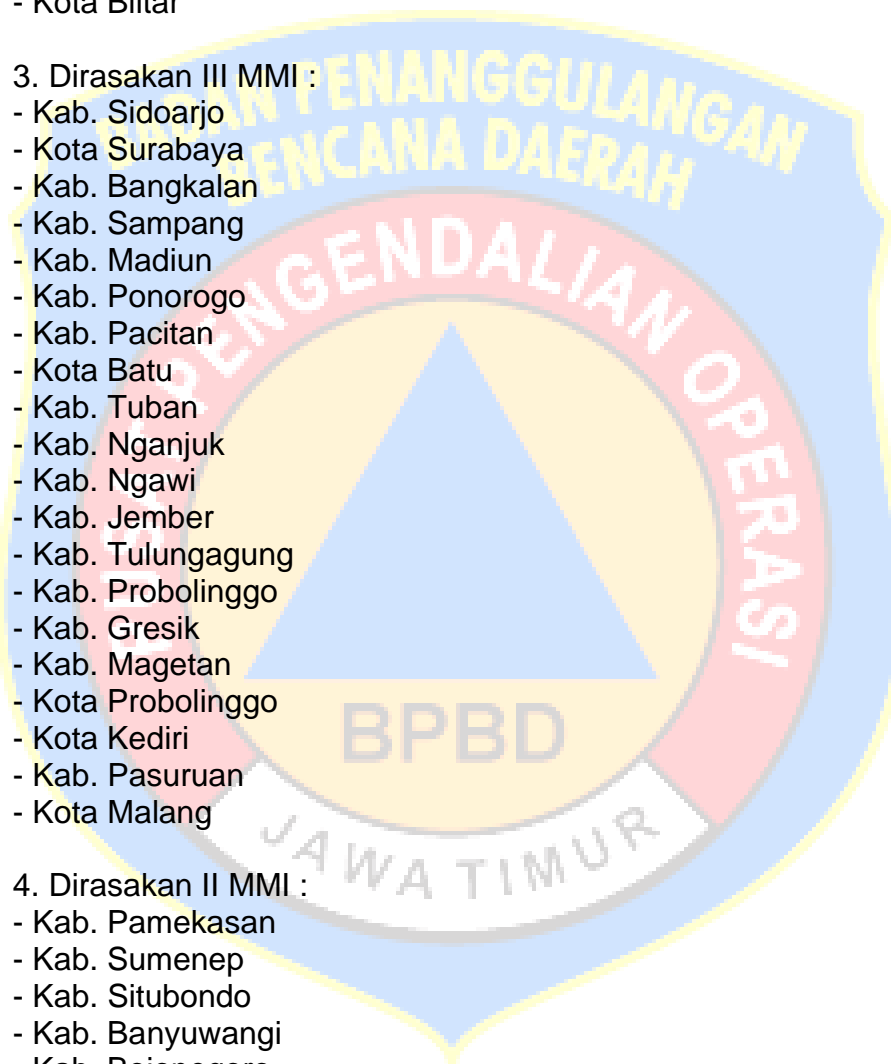 - Kota Blitar
3. Dirasakan III MMI :
- Kab. Sidoarjo
- Kota Surabaya
- Kab. Bangkalan
- Kab. Sampang
- Kab. Madiun
- Kab. Ponorogo
- Kab. Pacitan
- Kota Batu
- Kab. Tuban
- Kab. Nganjuk
- Kab. Ngawi
- Kab. Jember
- Kab. Tulungagung
- Kab. Probolinggo
- Kab. Gresik
- Kab. Magetan
- Kota Probolinggo
- Kota Kediri
- Kab. Pasuruan
- Kota Malang
4. Dirasakan II MMI :
- Kab. Pamekasan
- Kab. Sumenep
- Kab. Situbondo
- Kab. Banyuwangi
- Kab. Bojonegoro
BADAN PENANGGULANGAN
BENCANA DAERAH
PUSAT PENGENDALIAN OPERASI
BPBD
JAWA TIMUR